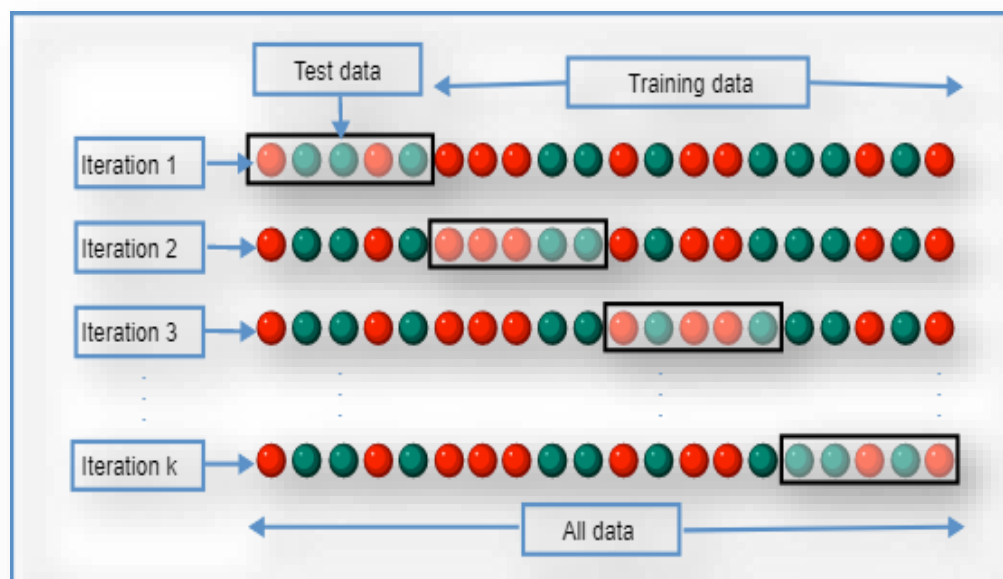 Test data
Training data
Iteration 1
Iteration 2
Iteration 3
Iteration k
All data